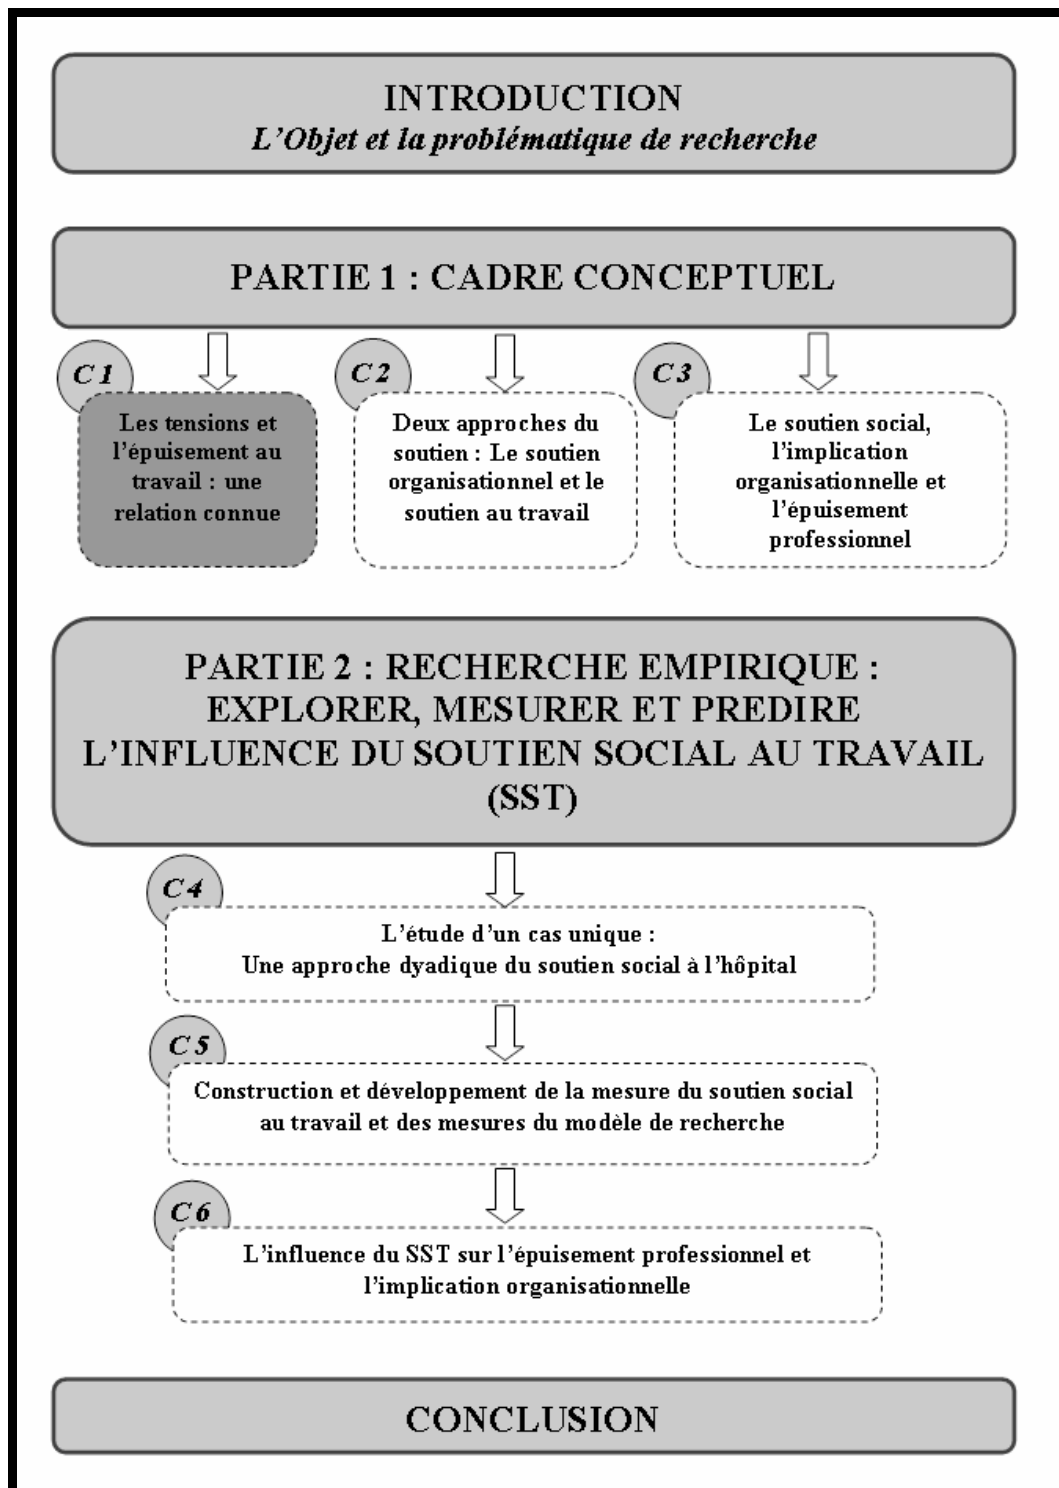 INTRODUCTION
L’Objet et la problématique de recherche
PARTIE 1 : CADRE CONCEPTUEL
C1
Les tensions et
l’épuisement au
travail : une
relation connue
C2
Deux approches du
soutien : Le soutien
organisationnel et le
soutien au travail
C3
Le soutien social,
l’implication
organisationnelle et
l’épuisement
professionnel
PARTIE 2 : RECHERCHE EMPIRIQUE :
EXPLORER, MESURER ET PREDIRE
L’INFLUENCE DU SOUTIEN SOCIAL AU TRAVAIL
(SST)
C4
L’étude d’un cas unique :
Une approche dyadique du soutien social à l’hôpital
C5
Construction et développement de la mesure du soutien social
au travail et des mesures du modèle de recherche
C6
L’influence du SST sur l’épuisement professionnel et
l’implication organisationnelle
CONCLUSION